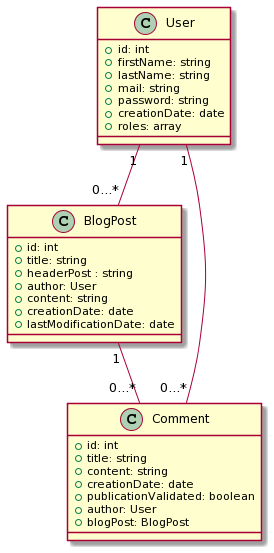 C User
id: int
firstName: string
lastName: string
mail: string
password: string
creationDate: date
roles: array
1 1
0...*
C BlogPost
id: int
title: string
headerPost : string
author: User
content: string
creationDate: date
lastModificationDate: date
1
0...* 0...*
C Comment
id: int
title: string
content: string
creationDate: date
publicationValidated: boolean
author: User
blogPost: BlogPost